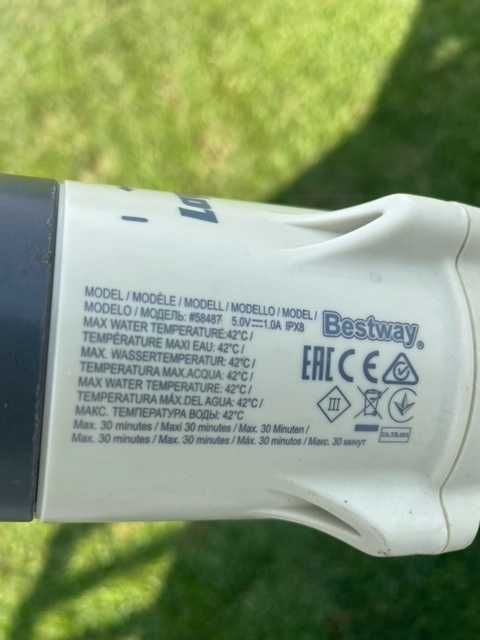 MODEL / MODÈLE / MODELL / MODELLO / MODEL /
MODELO / МОДЕЛЬ: #58487 5.0V⎓1.0A IPX8
MAX WATER TEMPERATURE:42°C /
TEMPÉRATURE MAXI EAU: 42°C /
MAX. WASSERTEMPERATUR: 42°C /
TEMPERATURA MAX.ACQUA: 42°C /
MAX WATER TEMPERATURE: 42°C /
TEMPERATURA MÁX.DEL AGUA: 42°C /
МАКС. ТЕМПЕРАТУРА ВОДЫ: 42°C
Max. 30 minutes / Maxi 30 minutes / Max. 30 Minuten /
Max. 30 minutes / Max. 30 minutes / Máx. 30 minutos / Макс. 30 минут
Bestway®
EAC CE
III